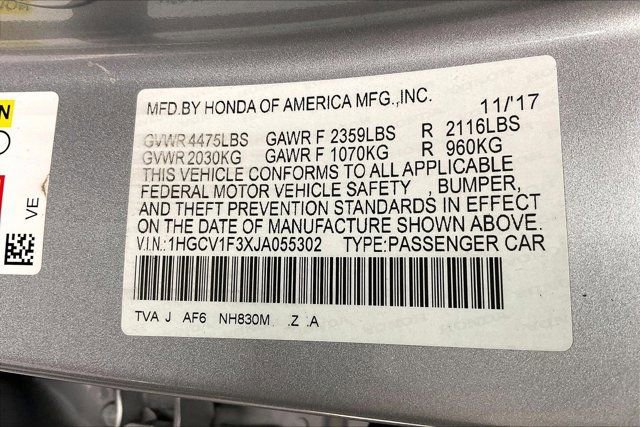 MFD.BY HONDA OF AMERICA MFG.,INC. 11/'17
GVWR 4475LBS GAWR F 2359LBS R 2116LBS
GVWR 2030KG GAWR F 1070KG R 960KG
THIS VEHICLE CONFORMS TO ALL APPLICABLE
FEDERAL MOTOR VEHICLE SAFETY , BUMPER,
AND THEFT PREVENTION STANDARDS IN EFFECT
ON THE DATE OF MANUFACTURE SHOWN ABOVE.
V.I.N.:1HGCV1F3XJA055302 TYPE:PASSENGER CAR
TVA J AF6 NH830M .Z .A
VE